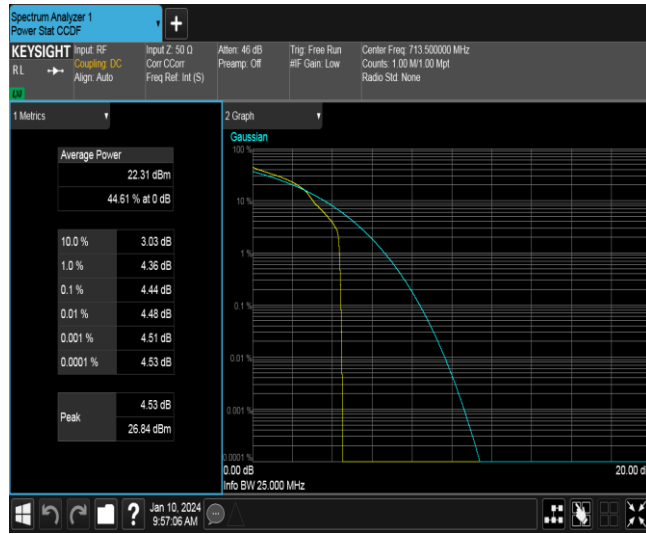 Spectrum Analyzer 1
Power Stat CCDF
KEYSIGHT
RL
LXI
Input: RF
Coupling: DC
Align: Auto
Input Z: 50 Ω
Corr CCorr
Freq Ref: Int (S)
Atten: 46 dB
Preamp: Off
Trig: Free Run
#IF Gain: Low
Center Freq: 713.500000 MHz
Counts: 1.00 M/1.00 Mpt
Radio Std: None
1 Metrics
Average Power
22.31 dBm
44.61 % at 0 dB
10.0 % 3.03 dB
1.0 % 4.36 dB
0.1 % 4.44 dB
0.01 % 4.48 dB
0.001 % 4.51 dB
0.0001 % 4.53 dB
Peak
4.53 dB
26.84 dBm
2 Graph
Gaussian
100 %
10 %
1 %
0.1 %
0.01 %
0.001 %
0.0001 %
0.00 dB
20.00 d
Info BW 25.000 MHz
?
Jan 10, 2024
9:57:06 AM